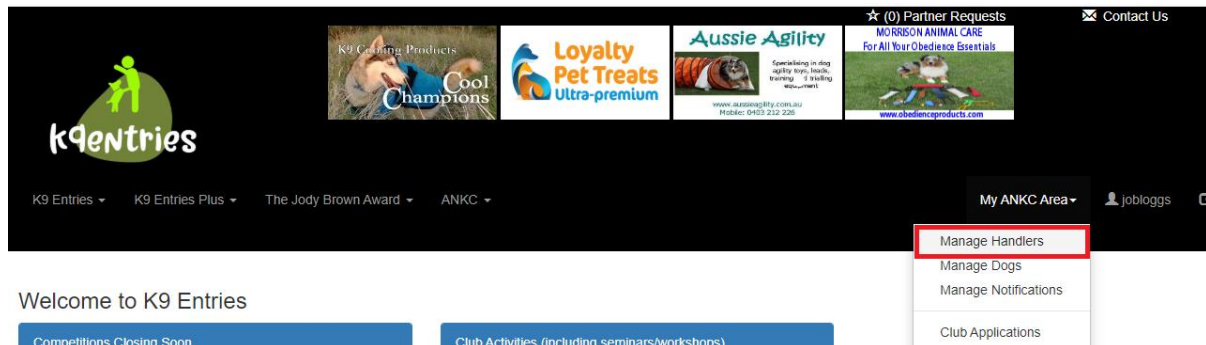 ☆ (0) Partner Requests
✉ Contact Us
K9 Cooling Products
Cool
Champions
Loyalty
Pet Treats
Ultra-premium
Aussie Agility
Specialising in dog
agility toys, leads,
training trialling
equipment
www.aussieagility.com.au
Mobile: 0403 212 226
MORRISON ANIMAL CARE
For All Your Obedience Essentials
www.obedienceproducts.com
k9entries
K9 Entries
K9 Entries Plus
The Jody Brown Award
ANKC
My ANKC Area
jobloggs
Manage Handlers
Manage Dogs
Manage Notifications
Club Applications
Welcome to K9 Entries
Competitions Closing Soon
Club Activities (including seminars/workshops)